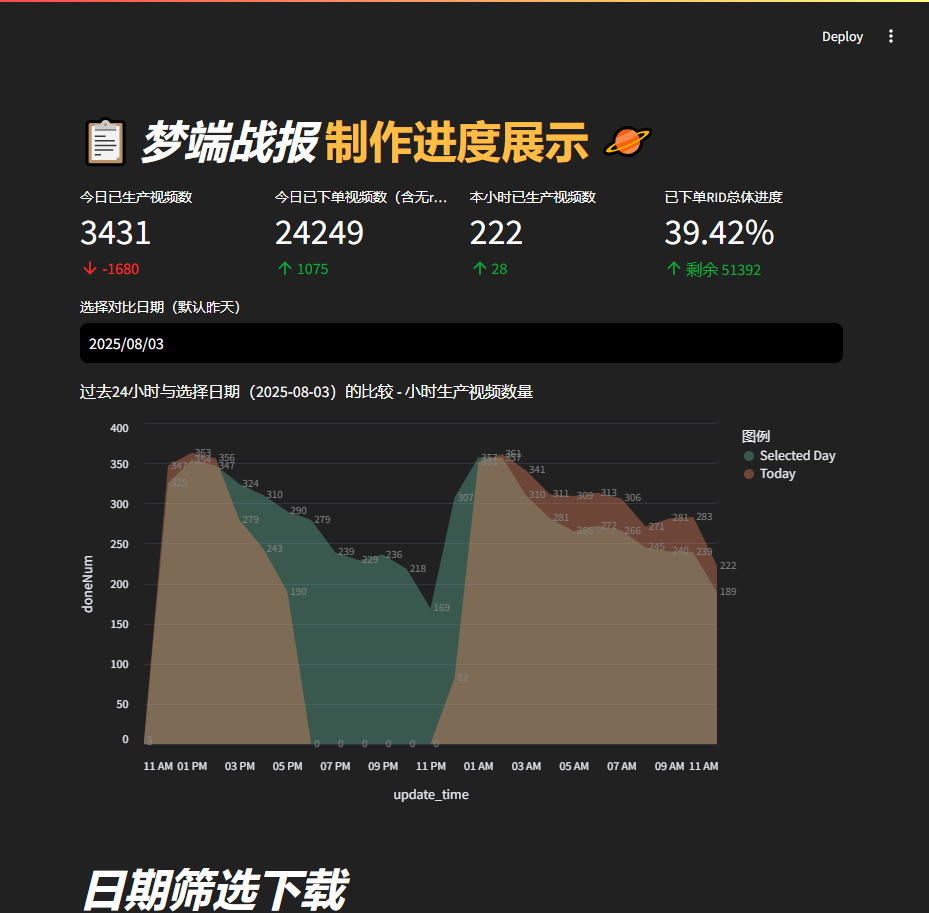 Deploy
梦端战报 制作进度展示
今日已生产视频数
3431
-1680
今日已下单视频数（含无r...
24249
1075
本小时已生产视频数
222
28
已下单RID总体进度
39.42%
剩余 51392
选择对比日期（默认昨天）
2025/08/03
过去24小时与选择日期（2025-08-03）的比较 - 小时生产视频数量
图例
Selected Day
Today
400
350
300
250
200
150
100
50
0
doneNum
347 363 356
325 354 347
324 310 290 279 239 229 236 218 169 307 357
279 243 190 0 0 0 0 0 0 82 351
361 341 311 309 313 306 271 281 283 222
357 310 281 265 272 266 245 240 239 189
11 AM 01 PM 03 PM 05 PM 07 PM 09 PM 11 PM 01 AM 03 AM 05 AM 07 AM 09 AM 11 AM
update_time
日期筛选下载